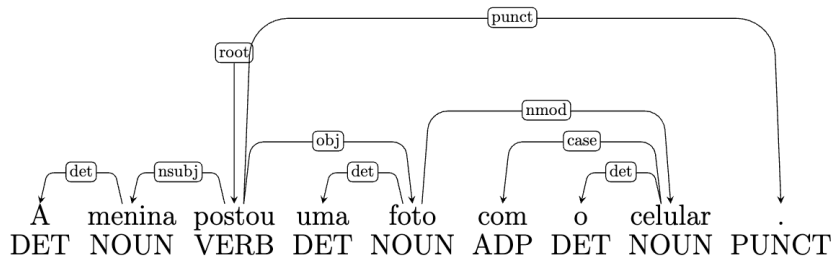 punct
root
nmod
obj case
det nsubj det det
A menina postou uma foto com o celular .
DET NOUN VERB DET NOUN ADP DET NOUN PUNCT